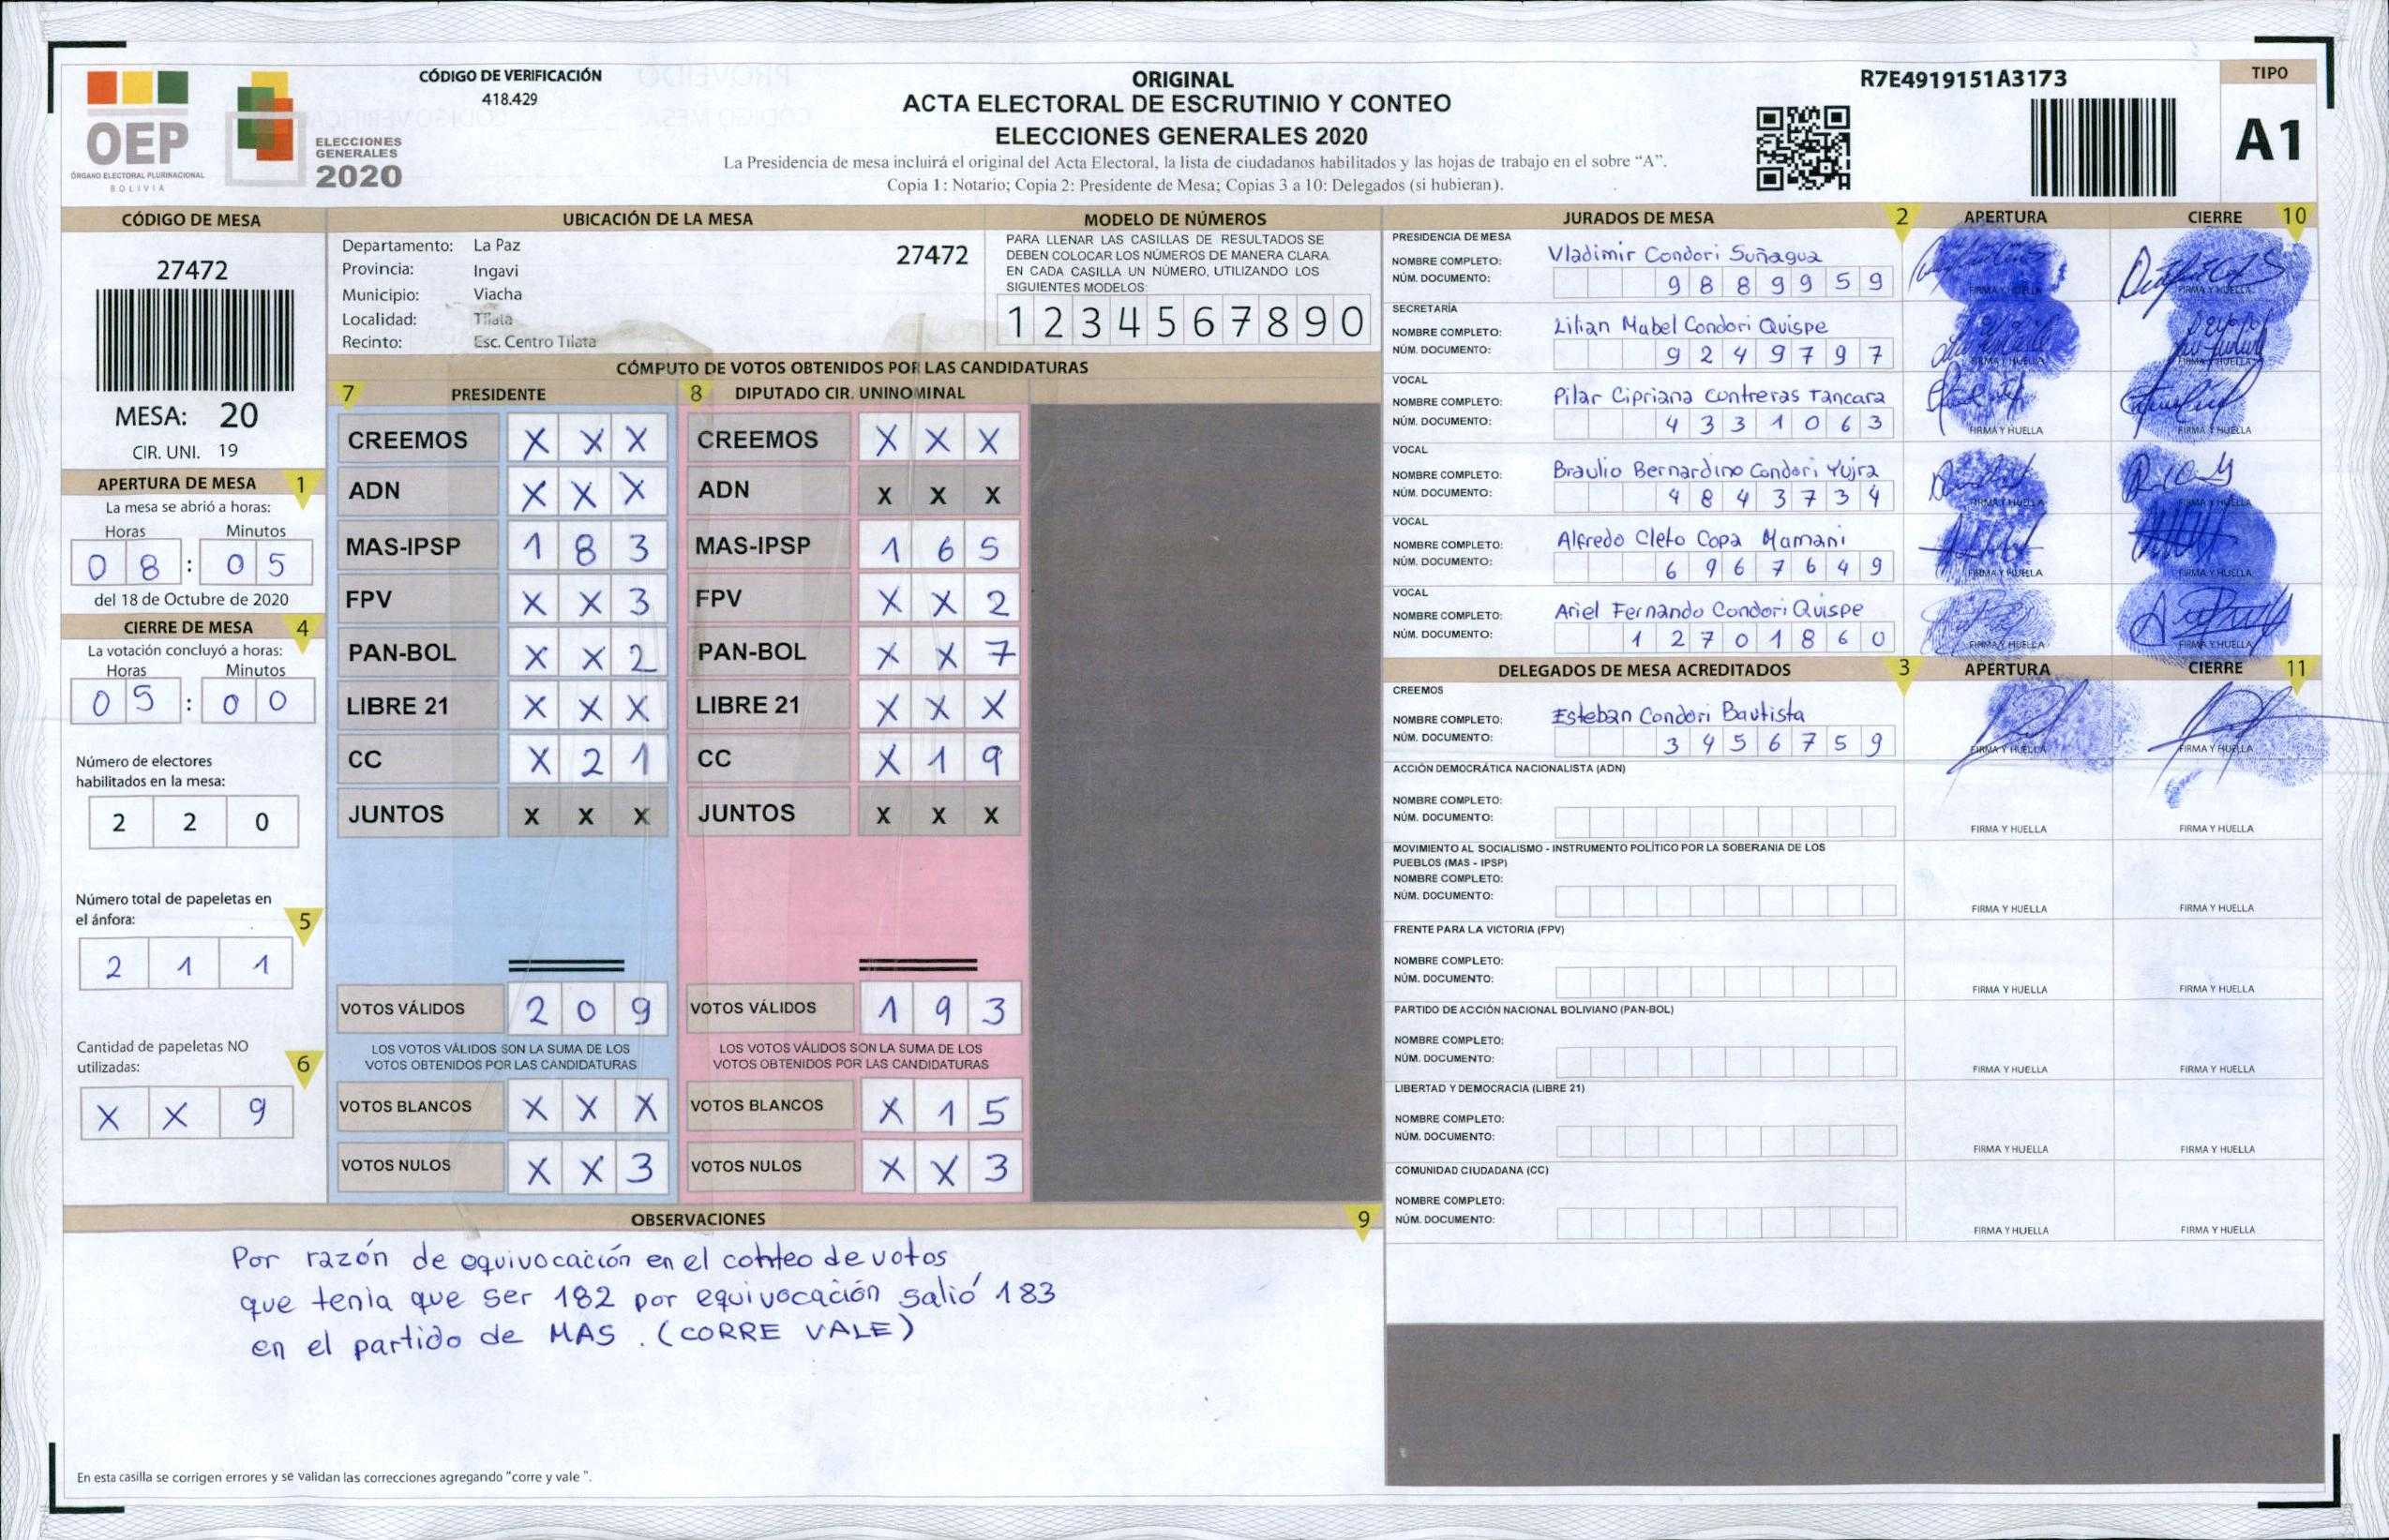 OEP
ÓRGANO ELECTORAL PLURINACIONAL
BOLIVIA
ELECCIONES
GENERALES
2020
CÓDIGO DE VERIFICACIÓN
418.429
ORIGINAL
ACTA ELECTORAL DE ESCRUTINIO Y CONTEO
ELECCIONES GENERALES 2020
La Presidencia de mesa incluirá el original del Acta Electoral, la lista de ciudadanos habilitados y las hojas de trabajo en el sobre “A”.
Copia 1: Notario; Copia 2: Presidente de Mesa; Copias 3 a 10: Delegados (si hubieran).
R7E4919151A3173
TIPO
A1
CÓDIGO DE MESA
27472
MESA: 20
CIR. UNI. 19
APERTURA DE MESA 1
La mesa se abrió a horas:
Horas Minutos
0 8 : 0 5
del 18 de Octubre de 2020
CIERRE DE MESA 4
La votación concluyó a horas:
Horas Minutos
0 5 : 0 0
Número de electores
habilitados en la mesa:
2 2 0
Número total de papeletas en
el ánfora: 5
2 1 1
Cantidad de papeletas NO
utilizadas: 6
X X 9
UBICACIÓN DE LA MESA
Departamento: La Paz 27472
Provincia: Ingavi
Municipio: Viacha
Localidad: Tilata
Recinto: Esc. Centro Tilata
MODELO DE NÚMEROS
PARA LLENAR LAS CASILLAS DE RESULTADOS SE
DEBEN COLOCAR LOS NÚMEROS DE MANERA CLARA
EN CADA CASILLA UN NÚMERO, UTILIZANDO LOS
SIGUIENTES MODELOS:
1 2 3 4 5 6 7 8 9 0
CÓMPUTO DE VOTOS OBTENIDOS POR LAS CANDIDATURAS
7 PRESIDENTE 8 DIPUTADO CIR. UNINOMINAL
CREEMOS X X X CREEMOS X X X
ADN X X X ADN X X X
MAS-IPSP 1 8 3 MAS-IPSP 1 6 5
FPV X X 3 FPV X X 2
PAN-BOL X X 2 PAN-BOL X X 7
LIBRE 21 X X X LIBRE 21 X X X
CC X 2 1 CC X 1 9
JUNTOS X X X JUNTOS X X X
VOTOS VÁLIDOS 2 0 9 VOTOS VÁLIDOS 1 9 3
LOS VOTOS VÁLIDOS SON LA SUMA DE LOS LOS VOTOS VÁLIDOS SON LA SUMA DE LOS
VOTOS OBTENIDOS POR LAS CANDIDATURAS VOTOS OBTENIDOS POR LAS CANDIDATURAS
VOTOS BLANCOS X X X VOTOS BLANCOS X 1 5
VOTOS NULOS X X 3 VOTOS NULOS X X 3
OBSERVACIONES 9
Por razón de equivocación en el conteo de votos
que tenia que ser 182 por equivocación salió 183
en el partido de MAS . (CORRE VALE)
En esta casilla se corrigen errores y se validan las correcciones agregando "corre y vale ".
JURADOS DE MESA 2 APERTURA CIERRE 10
PRESIDENCIA DE MESA
NOMBRE COMPLETO: Vladimir Condori Suñagua
NÚM. DOCUMENTO: 9 8 8 9 9 5 9 FIRMA Y HUELLA FIRMA Y HUELLA
SECRETARÍA
NOMBRE COMPLETO: Lilian Mabel Condori Quispe
NÚM. DOCUMENTO: 9 2 4 9 7 9 7 FIRMA Y HUELLA FIRMA Y HUELLA
VOCAL
NOMBRE COMPLETO: Pilar Cipriana Contreras Tancara
NÚM. DOCUMENTO: 4 3 3 1 0 6 3 FIRMA Y HUELLA FIRMA Y HUELLA
VOCAL
NOMBRE COMPLETO: Braulio Bernardino Condori Yujra
NÚM. DOCUMENTO: 4 8 4 3 7 3 4 FIRMA Y HUELLA FIRMA Y HUELLA
VOCAL
NOMBRE COMPLETO: Alfredo Cleto Copa Mamani
NÚM. DOCUMENTO: 6 9 6 7 6 4 9 FIRMA Y HUELLA FIRMA Y HUELLA
VOCAL
NOMBRE COMPLETO: Ariel Fernando Condori Quispe
NÚM. DOCUMENTO: 1 2 7 0 1 8 6 0 FIRMA Y HUELLA FIRMA Y HUELLA
DELEGADOS DE MESA ACREDITADOS 3 APERTURA CIERRE 11
CREEMOS
NOMBRE COMPLETO: Esteban Condori Bautista
NÚM. DOCUMENTO: 3 4 5 6 7 5 9 FIRMA Y HUELLA FIRMA Y HUELLA
ACCIÓN DEMOCRÁTICA NACIONALISTA (ADN)
NOMBRE COMPLETO:
NÚM. DOCUMENTO: FIRMA Y HUELLA FIRMA Y HUELLA
MOVIMIENTO AL SOCIALISMO - INSTRUMENTO POLÍTICO POR LA SOBERANIA DE LOS
PUEBLOS (MAS - IPSP)
NOMBRE COMPLETO:
NÚM. DOCUMENTO: FIRMA Y HUELLA FIRMA Y HUELLA
FRENTE PARA LA VICTORIA (FPV)
NOMBRE COMPLETO:
NÚM. DOCUMENTO: FIRMA Y HUELLA FIRMA Y HUELLA
PARTIDO DE ACCIÓN NACIONAL BOLIVIANO (PAN-BOL)
NOMBRE COMPLETO:
NÚM. DOCUMENTO: FIRMA Y HUELLA FIRMA Y HUELLA
LIBERTAD Y DEMOCRACIA (LIBRE 21)
NOMBRE COMPLETO:
NÚM. DOCUMENTO: FIRMA Y HUELLA FIRMA Y HUELLA
COMUNIDAD CIUDADANA (CC)
NOMBRE COMPLETO:
NÚM. DOCUMENTO: FIRMA Y HUELLA FIRMA Y HUELLA